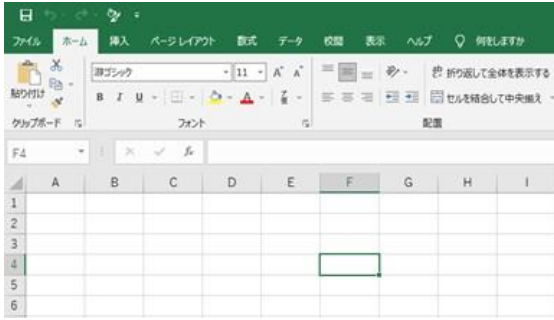 ファイル ホーム 挿入 ページ レイアウト 数式 データ 校閲 表示 ヘルプ 何をしますか
貼り付け
游ゴシック 11 A A 折り返して全体を表示する
B I U A セルを結合して中央揃え
クリップボード フォント 配置
F4 fx
A B C D E F G H I
1
2
3
4
5
6